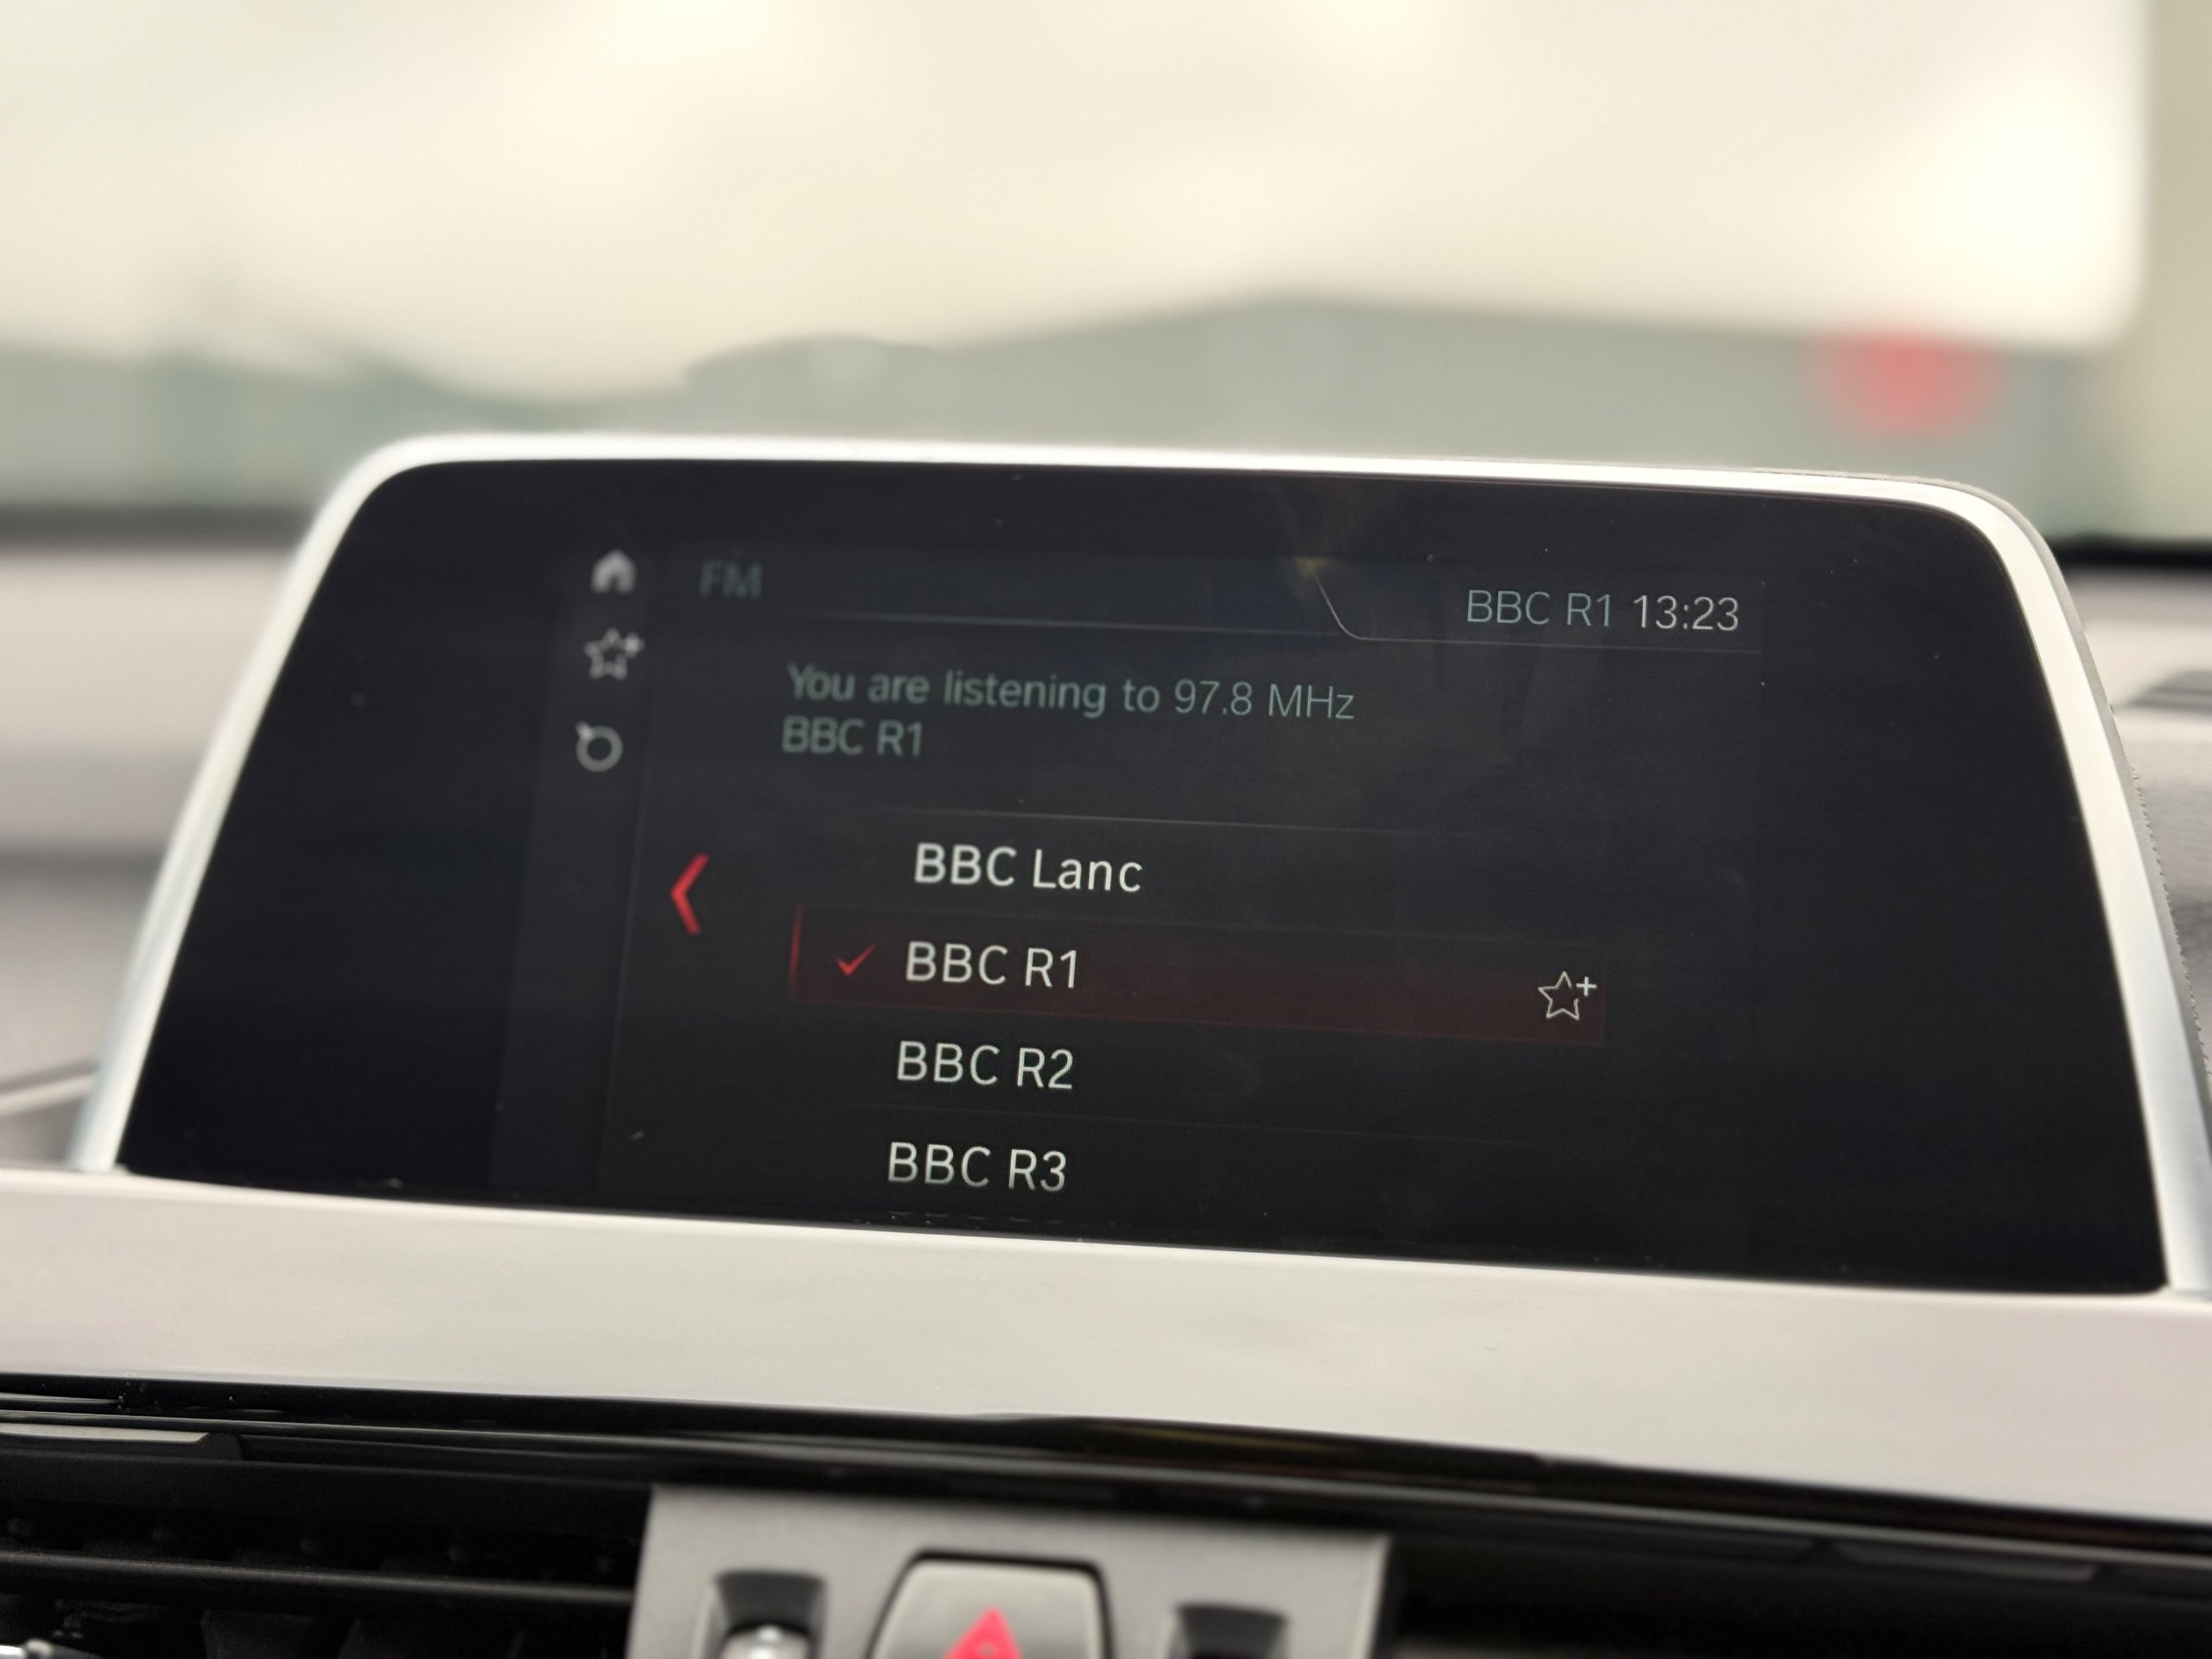 FM
BBC R1 13:23
You are listening to 97.8 MHz
BBC R1
BBC Lanc
BBC R1
BBC R2
BBC R3